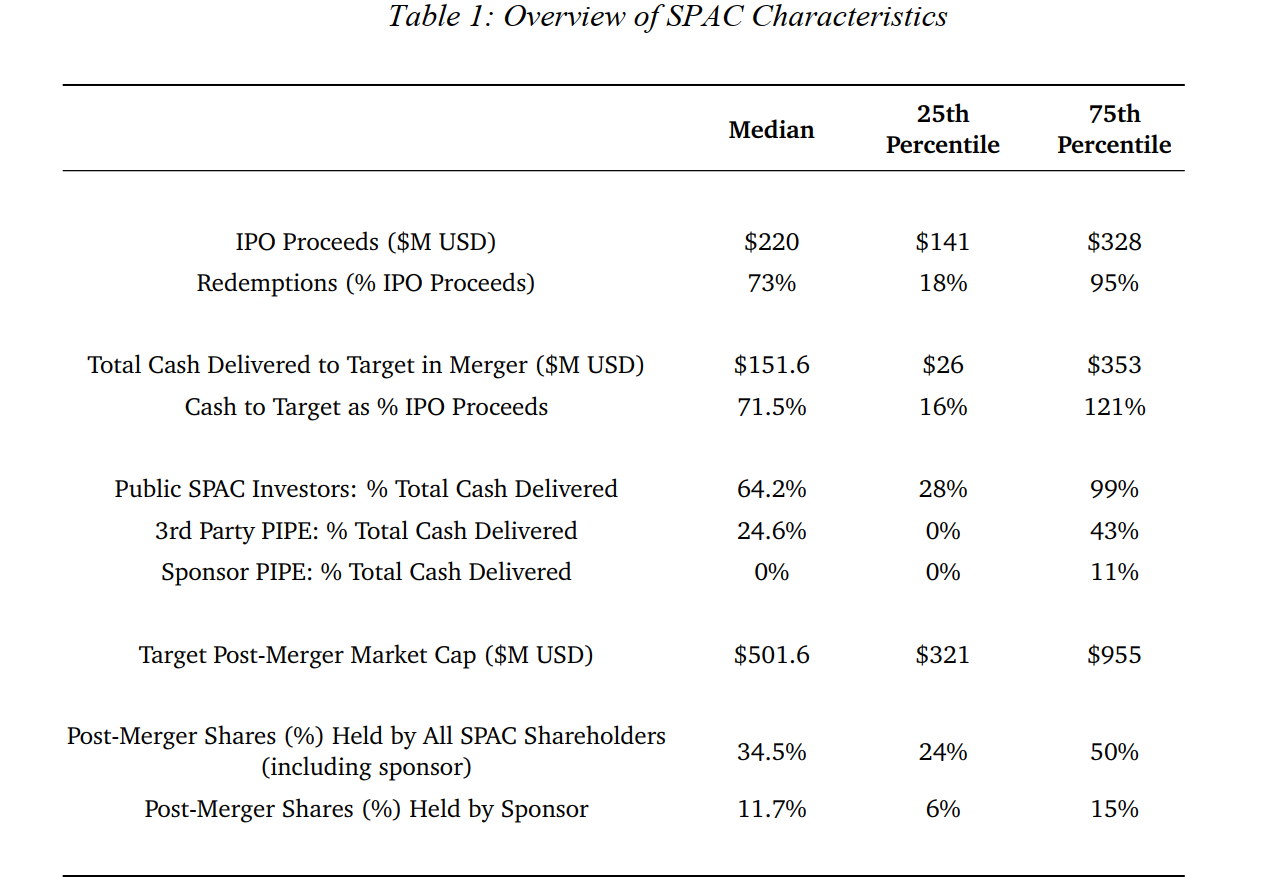 Table 1: Overview of SPAC Characteristics
Median 25th Percentile 75th Percentile
IPO Proceeds ($M USD) $220 $141 $328
Redemptions (% IPO Proceeds) 73% 18% 95%
Total Cash Delivered to Target in Merger ($M USD) $151.6 $26 $353
Cash to Target as % IPO Proceeds 71.5% 16% 121%
Public SPAC Investors: % Total Cash Delivered 64.2% 28% 99%
3rd Party PIPE: % Total Cash Delivered 24.6% 0% 43%
Sponsor PIPE: % Total Cash Delivered 0% 0% 11%
Target Post-Merger Market Cap ($M USD) $501.6 $321 $955
Post-Merger Shares (%) Held by All SPAC Shareholders
(including sponsor) 34.5% 24% 50%
Post-Merger Shares (%) Held by Sponsor 11.7% 6% 15%